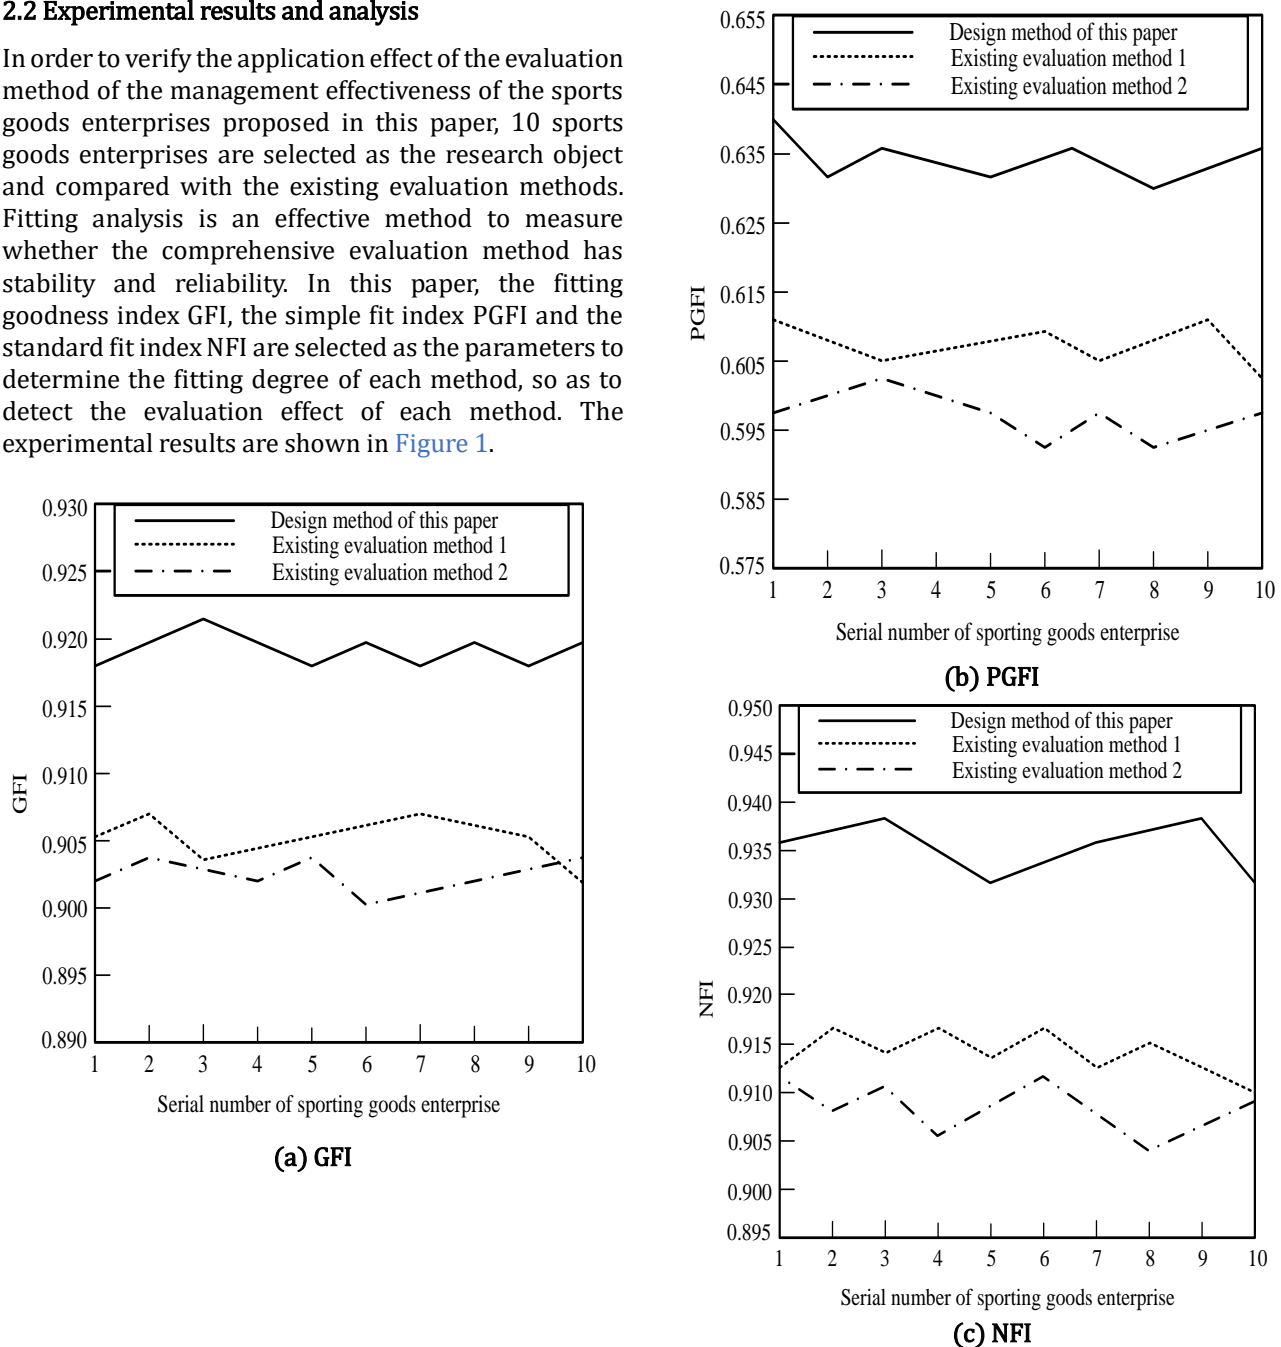 2.2 Experimental results and analysis
In order to verify the application effect of the evaluation
method of the management effectiveness of the sports
goods enterprises proposed in this paper, 10 sports
goods enterprises are selected as the research object
and compared with the existing evaluation methods.
Fitting analysis is an effective method to measure
whether the comprehensive evaluation method has
stability and reliability. In this paper, the fitting
goodness index GFI, the simple fit index PGFI and the
standard fit index NFI are selected as the parameters to
determine the fitting degree of each method, so as to
detect the evaluation effect of each method. The
experimental results are shown in Figure 1.
0.930
0.925
0.920
0.915
0.910
0.905
0.900
0.895
0.890
GFI
Design method of this paper
Existing evaluation method 1
Existing evaluation method 2
1 2 3 4 5 6 7 8 9 10
Serial number of sporting goods enterprise
(a) GFI
0.655
0.645
0.635
0.625
0.615
0.605
0.595
0.585
0.575
PGFI
Design method of this paper
Existing evaluation method 1
Existing evaluation method 2
1 2 3 4 5 6 7 8 9 10
Serial number of sporting goods enterprise
(b) PGFI
0.950
0.945
0.940
0.935
0.930
0.925
0.920
0.915
0.910
0.905
0.900
0.895
NFI
Design method of this paper
Existing evaluation method 1
Existing evaluation method 2
1 2 3 4 5 6 7 8 9 10
Serial number of sporting goods enterprise
(c) NFI